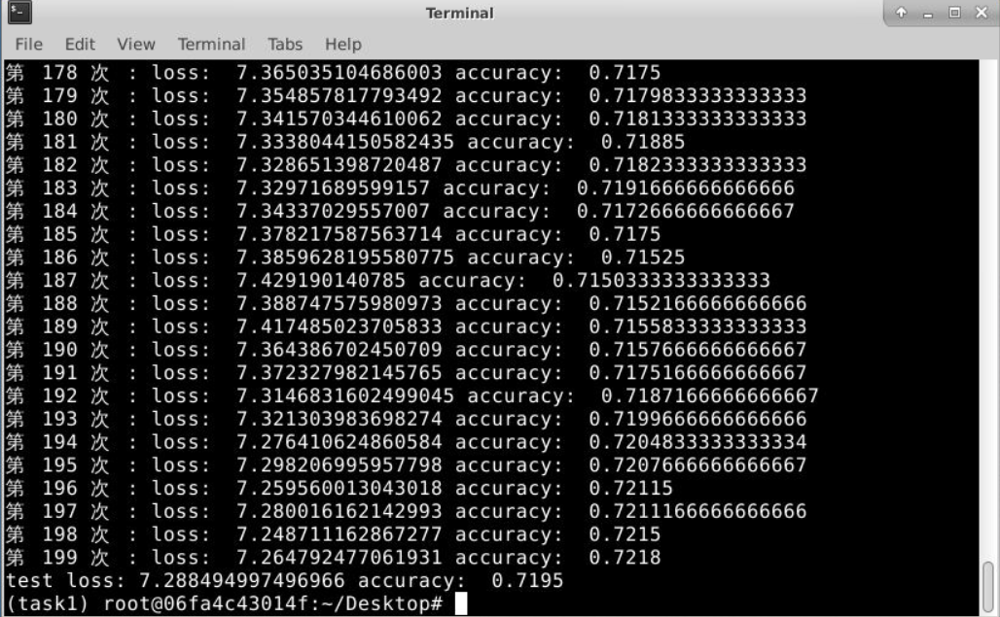 Terminal
File Edit View Terminal Tabs Help
第 178 次 : loss: 7.365035104686003 accuracy: 0.7175
第 179 次 : loss: 7.354857817793492 accuracy: 0.7179833333333333
第 180 次 : loss: 7.341570344610062 accuracy: 0.7181333333333333
第 181 次 : loss: 7.3338044150582435 accuracy: 0.71885
第 182 次 : loss: 7.328651398720487 accuracy: 0.7182333333333333
第 183 次 : loss: 7.32971689599157 accuracy: 0.7191666666666666
第 184 次 : loss: 7.34337029557007 accuracy: 0.7172666666666667
第 185 次 : loss: 7.378217587563714 accuracy: 0.7175
第 186 次 : loss: 7.3859628195580775 accuracy: 0.71525
第 187 次 : loss: 7.429190140785 accuracy: 0.7150333333333333
第 188 次 : loss: 7.388747575980973 accuracy: 0.7152166666666666
第 189 次 : loss: 7.417485023705833 accuracy: 0.7155833333333333
第 190 次 : loss: 7.364386702450709 accuracy: 0.7157666666666667
第 191 次 : loss: 7.372327982145765 accuracy: 0.7175166666666667
第 192 次 : loss: 7.3146831602499045 accuracy: 0.7187166666666667
第 193 次 : loss: 7.321303983698274 accuracy: 0.7199666666666666
第 194 次 : loss: 7.276410624860584 accuracy: 0.7204833333333334
第 195 次 : loss: 7.298206995957798 accuracy: 0.7207666666666667
第 196 次 : loss: 7.259560013043018 accuracy: 0.72115
第 197 次 : loss: 7.280016162142993 accuracy: 0.7211166666666666
第 198 次 : loss: 7.248711162867277 accuracy: 0.7215
第 199 次 : loss: 7.264792477061931 accuracy: 0.7218
test loss: 7.288494997496966 accuracy: 0.7195
(task1) root@06fa4c43014f:~/Desktop#